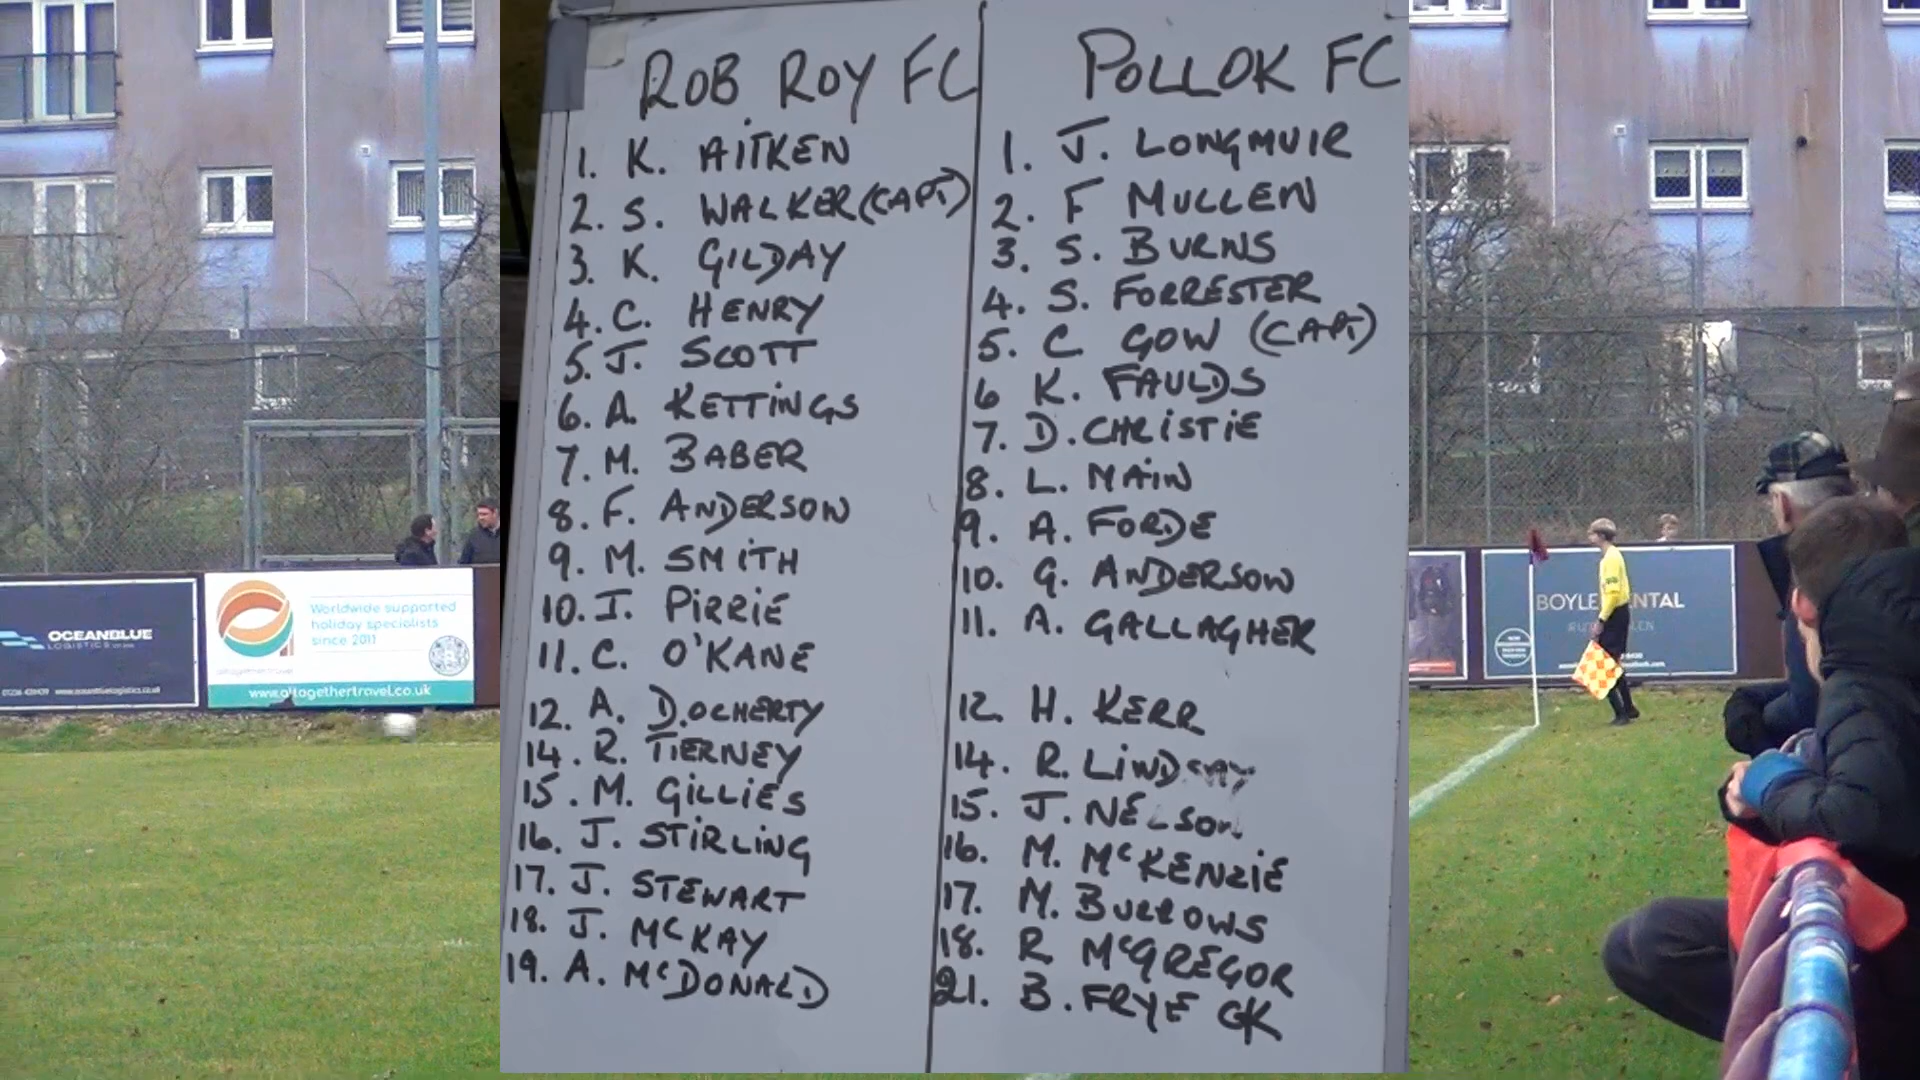 ROB ROY FC
1. K. AITKEN
2. S. WALKER (CAPT)
3. K. GILDAY
4. C. HENRY
5. J. SCOTT
6. A. KETTINGS
7. M. BABER
8. F. ANDERSON
9. M. SMITH
10. I. PIRRIE
11. C. O'KANE
12. A. DOCHERTY
14. R. TIERNEY
15. M. GILLIES
16. J. STIRLING
17. J. STEWART
18. J. McKAY
19. A. McDONALD
POLLOK FC
1. J. LONGMUIR
2. F MULLEN
3. S. BURNS
4. S. FORRESTER
5. C GOW (CAPT)
6 K. FAULDS
7. D. CHRISTIE
8. L. MAIN
9. A. FORDE
10. G. ANDERSON
11. A. GALLAGHER
12. H. KERR
14. R. LINDSAY
15. J. NELSON
16. M. McKENZIE
17. M. BURROWS
18. R McGREGOR
21. B. FRYE GK
OCEANBLUE
LOGISTICS
Worldwide supported
holiday specialists
since 2011
altogethertravel
www.altogethertravel.co.uk
BOYLE